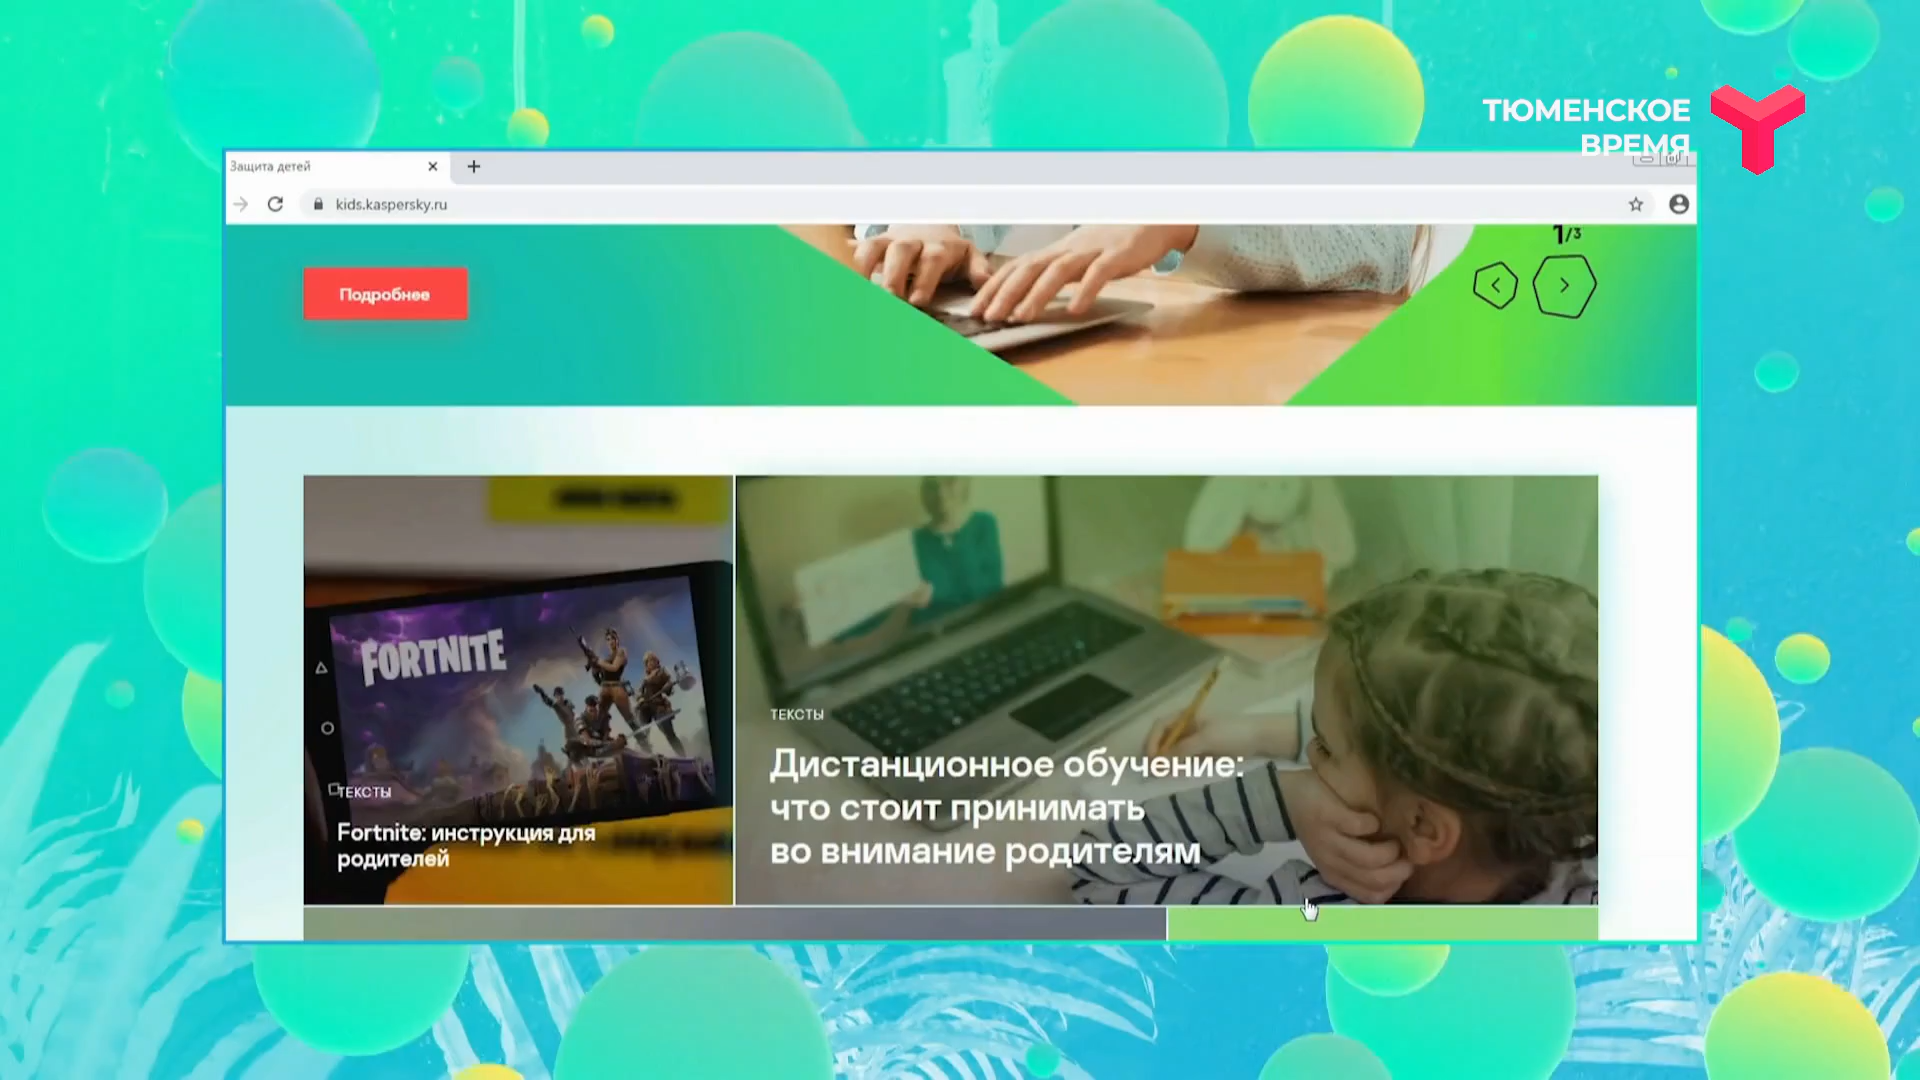 ТЮМЕНСКОЕ
ВРЕМЯ
Защита детей
kids.kaspersky.ru
1/3
Подробнее
FORTNITE
ТЕКСТЫ
Fortnite: инструкция для
родителей
ТЕКСТЫ
Дистанционное обучение:
что стоит принимать
во внимание родителям